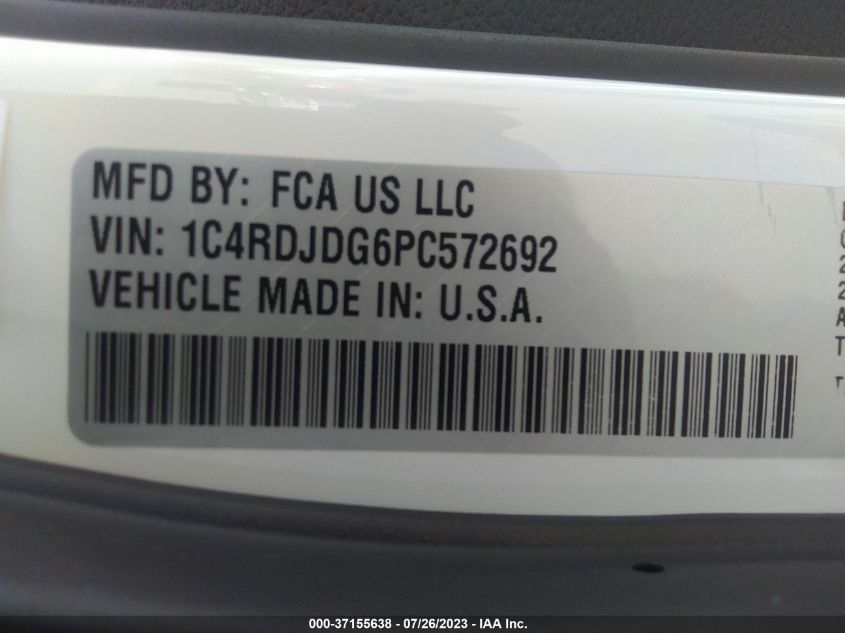 MFD BY: FCA US LLC
VIN: 1C4RDJDG6PC572692
VEHICLE MADE IN: U.S.A.
000-37155638 - 07/26/2023 - IAA Inc.